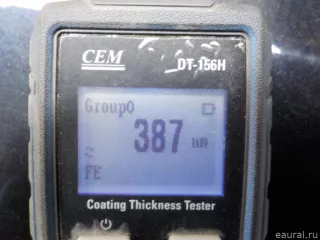 CEM
DT-156H
Group0
387 um
FE
Coating Thickness Tester
eaural.ru